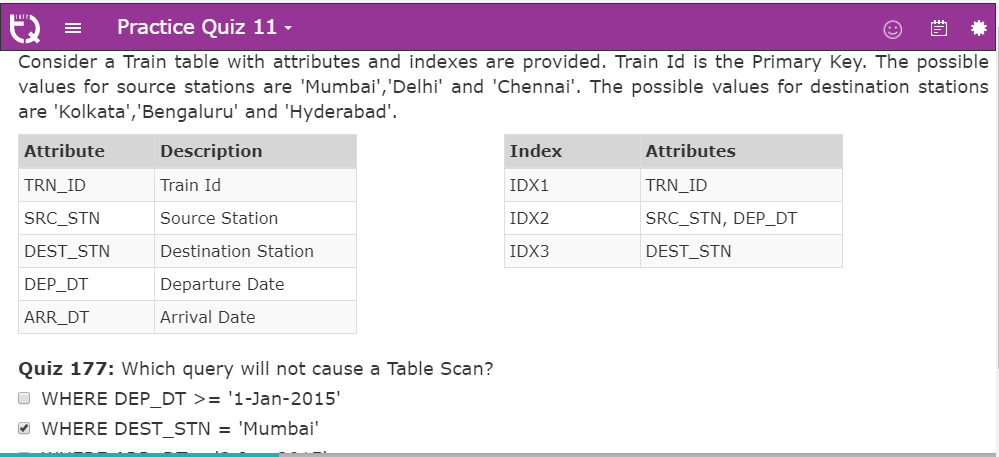 INFY
TQ
Practice Quiz 11
Consider a Train table with attributes and indexes are provided. Train Id is the Primary Key. The possible
values for source stations are 'Mumbai','Delhi' and 'Chennai'. The possible values for destination stations
are 'Kolkata','Bengaluru' and 'Hyderabad'.
Attribute Description
TRN_ID Train Id
SRC_STN Source Station
DEST_STN Destination Station
DEP_DT Departure Date
ARR_DT Arrival Date
Index Attributes
IDX1 TRN_ID
IDX2 SRC_STN, DEP_DT
IDX3 DEST_STN
Quiz 177: Which query will not cause a Table Scan?
WHERE DEP_DT >= '1-Jan-2015'
WHERE DEST_STN = 'Mumbai'